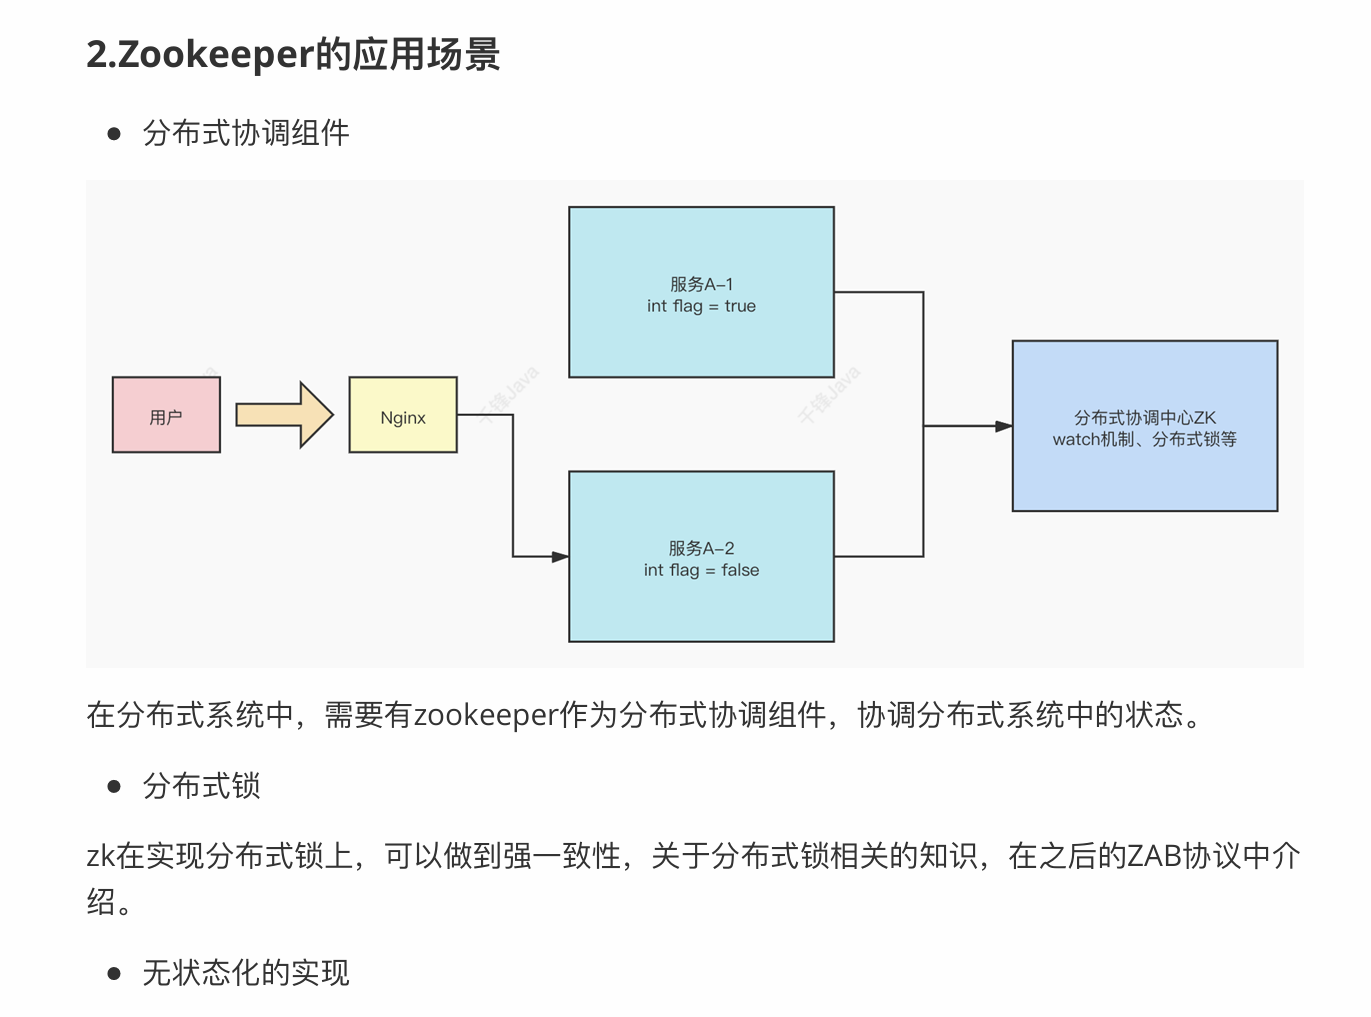 2.Zookeeper的应用场景
● 分布式协调组件
服务A-1
int flag = true
用户
Nginx
千锋Java
千锋Java
分布式协调中心ZK
watch机制、分布式锁等
服务A-2
int flag = false
在分布式系统中，需要有zookeeper作为分布式协调组件，协调分布式系统中的状态。
● 分布式锁
zk在实现分布式锁上，可以做到强一致性，关于分布式锁相关的知识，在之后的ZAB协议中介
绍。
● 无状态化的实现